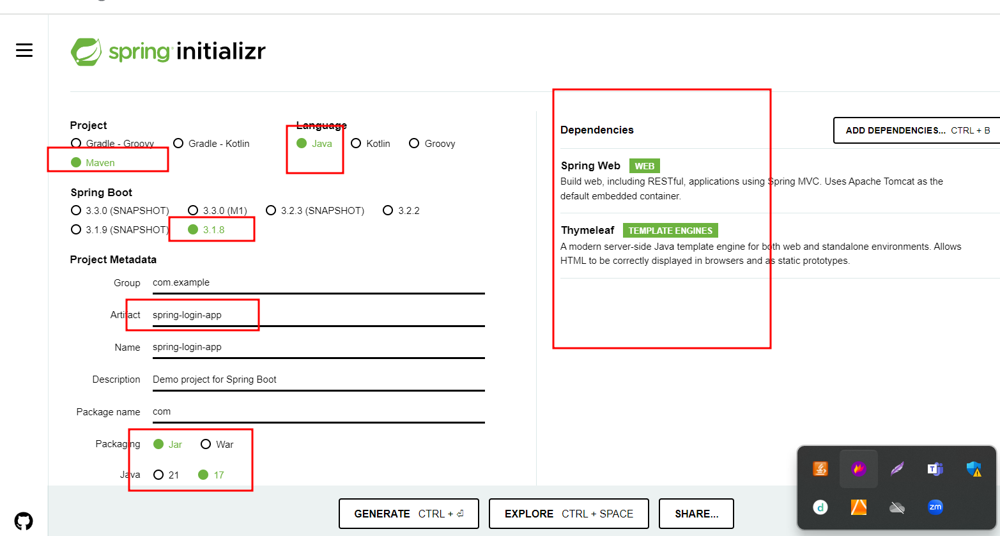 spring initializr
Project
Gradle - Groovy
Gradle - Kotlin
Maven
Language
Java
Kotlin
Groovy
Spring Boot
3.3.0 (SNAPSHOT)
3.3.0 (M1)
3.2.3 (SNAPSHOT)
3.2.2
3.1.9 (SNAPSHOT)
3.1.8
Project Metadata
Group com.example
Artifact spring-login-app
Name spring-login-app
Description Demo project for Spring Boot
Package name com
Packaging Jar War
Java 21 17
Dependencies
ADD DEPENDENCIES... CTRL + B
Spring Web WEB
Build web, including RESTful, applications using Spring MVC. Uses Apache Tomcat as the
default embedded container.
Thymeleaf TEMPLATE ENGINES
A modern server-side Java template engine for both web and standalone environments. Allows
HTML to be correctly displayed in browsers and as static prototypes.
GENERATE CTRL + ⏎
EXPLORE CTRL + SPACE
SHARE...
T
d
zm